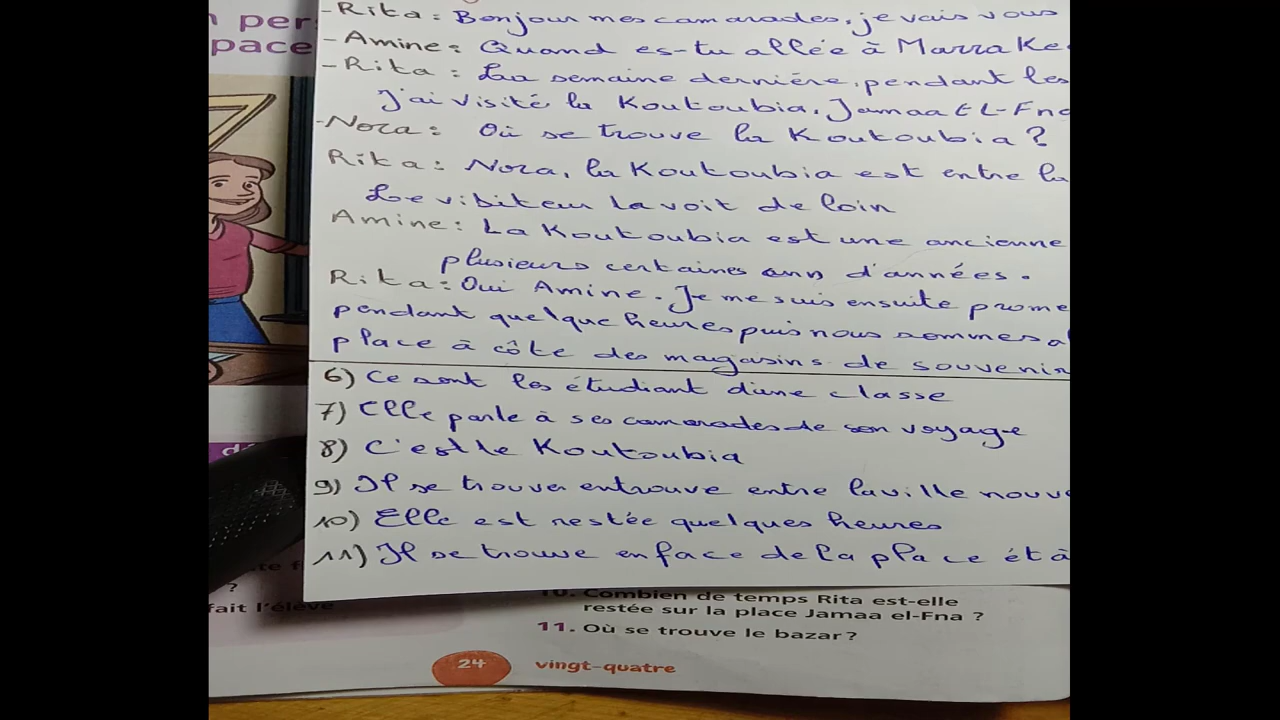 per
pace
-Rita: Bonjour mes camarades, je vais vous
-Amine: Quand es-tu allée à Marrake
-Rita: La semaine derniére, pendant les
J'ai visité la Koutoubia, Jamaa EL-Fna
-Nora: Où se trouve la Koutoubia?
Rita: Nora, la Koutoubia est entre la
Le visiteur la voit de loin
Amine: La Koutoubia est une ancienne
plusieurs certaines ann d'années.
Rita: Oui Amine. Je me suis ensuite prome
pendant quelque heures puis nous sommes a
place à côte des magasins de souvenir
6) Ce sont les étudiant d'une classe
7) Elle parle à ses camarades de son voyage
8) C'est le Koutoubia
9) Il se trouver entrouve entre la ville nouv
10) Elle est restée quelques heures
11) Il se trouve en face de la place et à
?
fait l'élève
10. Combien de temps Rita est-elle
restée sur la place Jamaa el-Fna ?
11. Où se trouve le bazar ?
24 vingt-quatre